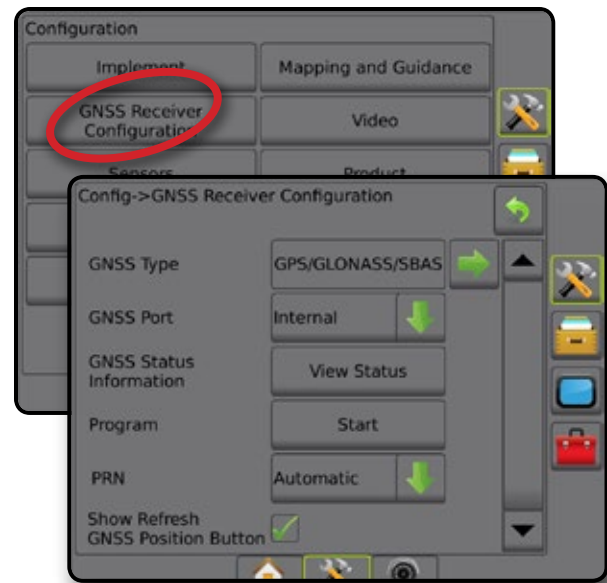 Configuration
Implement
Mapping and Guidance
GNSS Receiver
Configuration
Video
Sensors
Product
Config->GNSS Receiver Configuration
GNSS Type
GPS/GLONASS/SBAS
GNSS Port
Internal
GNSS Status
Information
View Status
Program
Start
PRN
Automatic
Show Refresh
GNSS Position Button